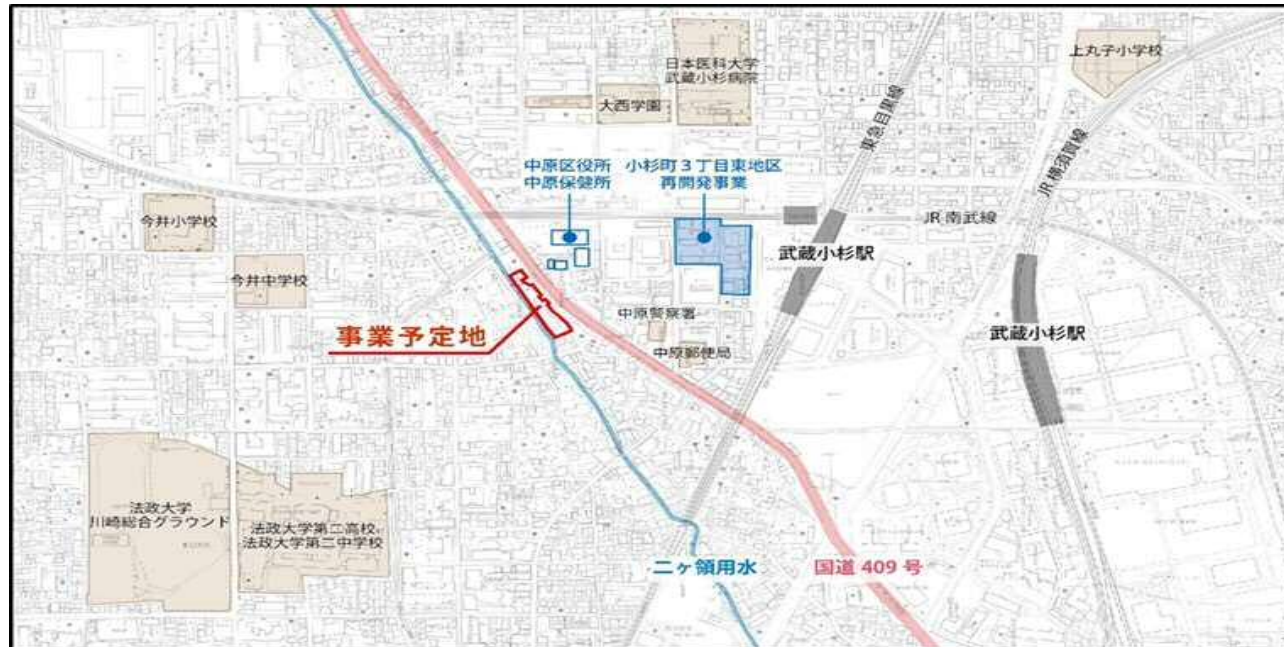 上丸子小学校
日本医科大学
武蔵小杉病院
大西学園
東急目黒線
JR 横須賀線
中原区役所
中原保健所
小杉町3丁目東地区
再開発事業
今井小学校
JR 南武線
武蔵小杉駅
今井中学校
中原警察署
事業予定地
武蔵小杉駅
中原郵便局
法政大学
川崎総合グラウンド
法政大学第二高校
法政大学第二中学校
二ヶ領用水
国道 409 号